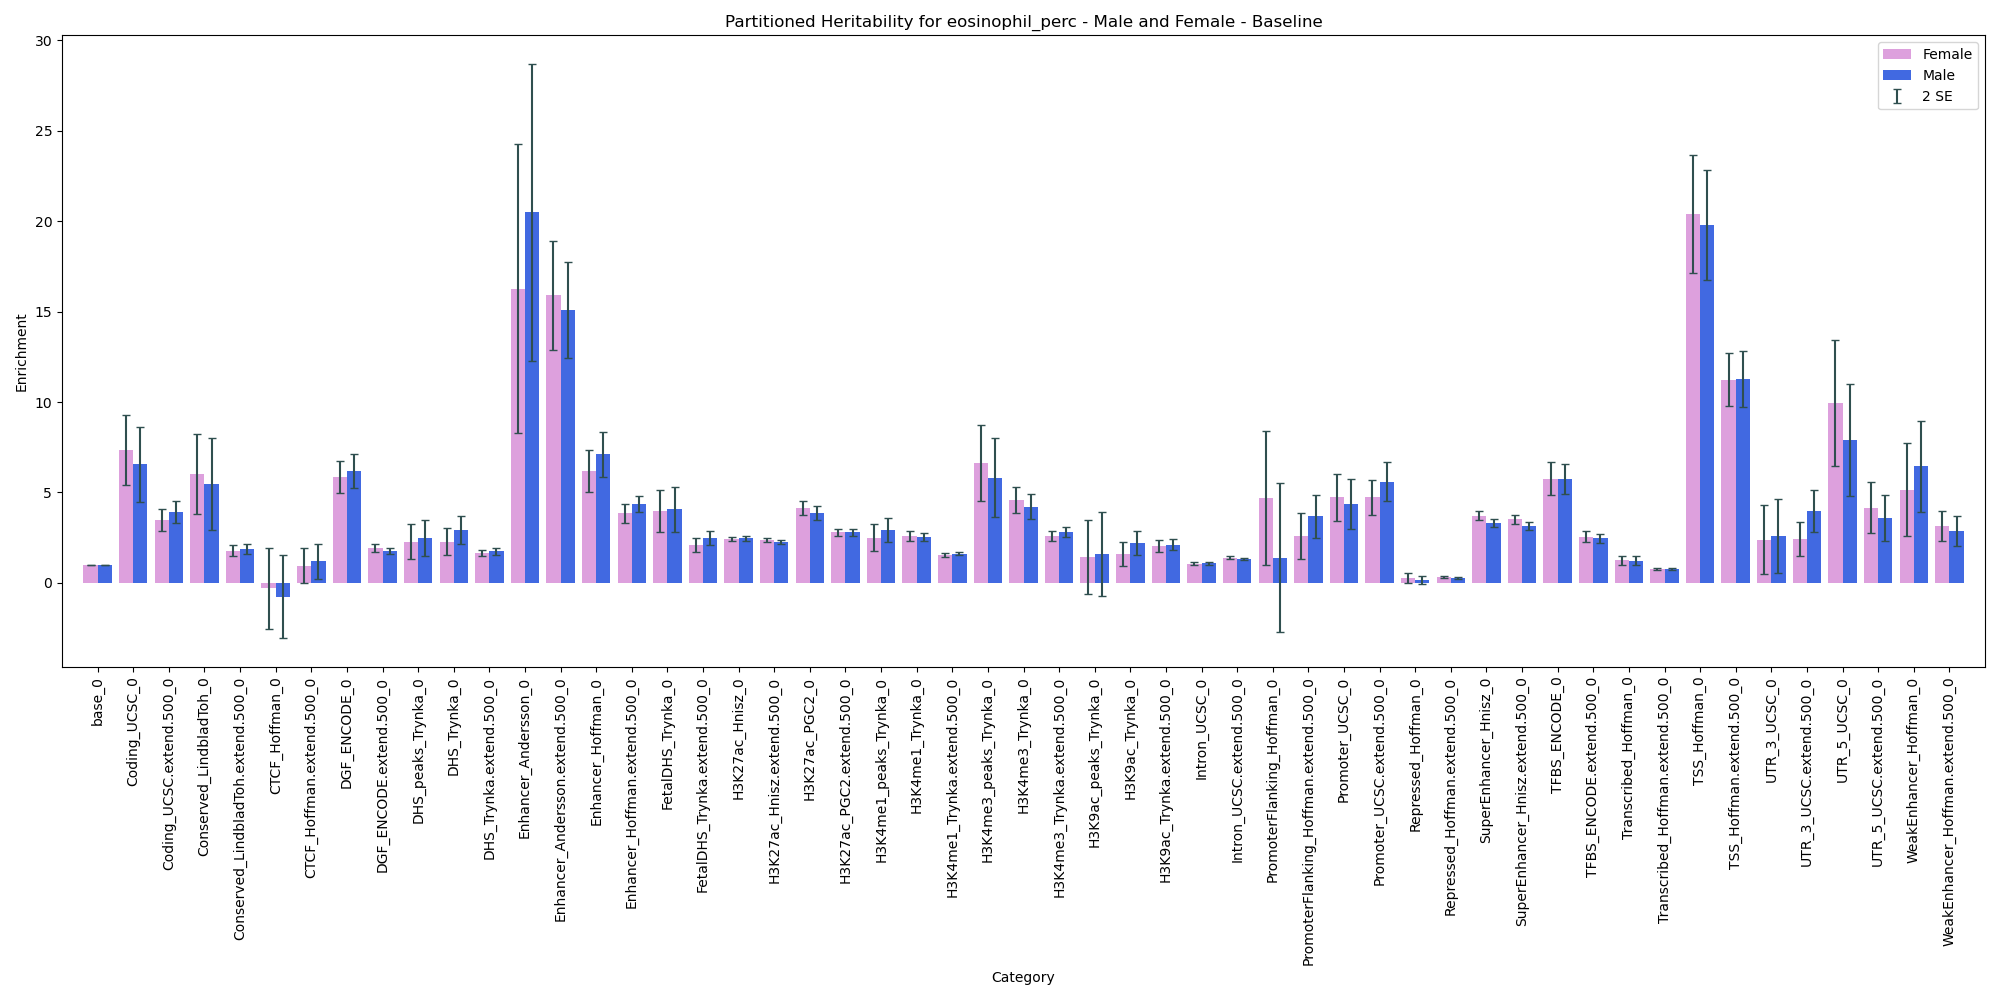 Partitioned Heritability for eosinophil_perc - Male and Female - Baseline
Female
Male
2 SE
Enrichment
30
25
20
15
10
5
0
base_0
Coding_UCSC_0
Coding_UCSC.extend.500_0
Conserved_LindbladToh_0
Conserved_LindbladToh.extend.500_0
CTCF_Hoffman_0
CTCF_Hoffman.extend.500_0
DGF_ENCODE_0
DGF_ENCODE.extend.500_0
DHS_peaks_Trynka_0
DHS_Trynka_0
DHS_Trynka.extend.500_0
Enhancer_Andersson_0
Enhancer_Andersson.extend.500_0
Enhancer_Hoffman_0
Enhancer_Hoffman.extend.500_0
FetalDHS_Trynka_0
FetalDHS_Trynka.extend.500_0
H3K27ac_Hnisz_0
H3K27ac_Hnisz.extend.500_0
H3K27ac_PGC2_0
H3K27ac_PGC2.extend.500_0
H3K4me1_peaks_Trynka_0
H3K4me1_Trynka_0
H3K4me1_Trynka.extend.500_0
H3K4me3_peaks_Trynka_0
H3K4me3_Trynka_0
H3K4me3_Trynka.extend.500_0
H3K9ac_peaks_Trynka_0
H3K9ac_Trynka_0
H3K9ac_Trynka.extend.500_0
Intron_UCSC_0
Intron_UCSC.extend.500_0
PromoterFlanking_Hoffman_0
PromoterFlanking_Hoffman.extend.500_0
Promoter_UCSC_0
Promoter_UCSC.extend.500_0
Repressed_Hoffman_0
Repressed_Hoffman.extend.500_0
SuperEnhancer_Hnisz_0
SuperEnhancer_Hnisz.extend.500_0
TFBS_ENCODE_0
TFBS_ENCODE.extend.500_0
Transcribed_Hoffman_0
Transcribed_Hoffman.extend.500_0
TSS_Hoffman_0
TSS_Hoffman.extend.500_0
UTR_3_UCSC_0
UTR_3_UCSC.extend.500_0
UTR_5_UCSC_0
UTR_5_UCSC.extend.500_0
WeakEnhancer_Hoffman_0
WeakEnhancer_Hoffman.extend.500_0
Category